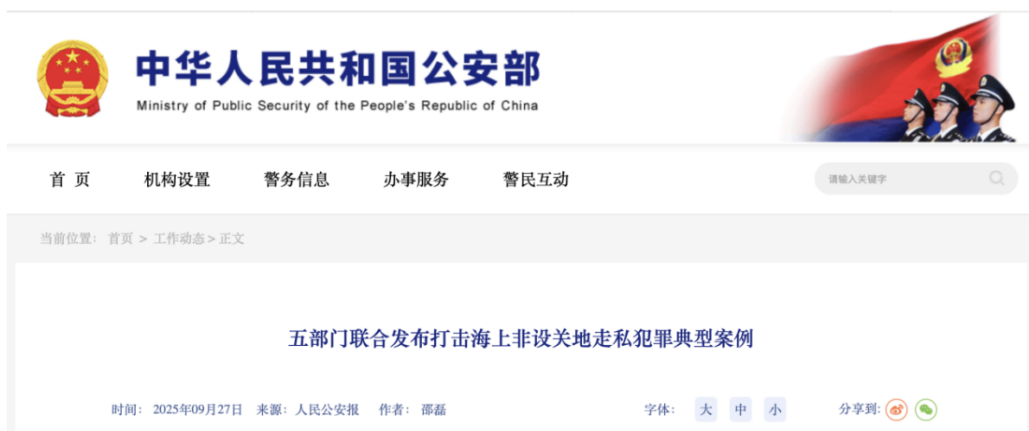 中华人民共和国公安部
Ministry of Public Security of the People's Republic of China
首 页 机构设置 警务信息 办事服务 警民互动 请输入关键字
当前位置： 首页 > 工作动态 > 正文
五部门联合发布打击海上非设关地走私犯罪典型案例
时间： 2025年09月27日 来源：人民公安报 作者： 邵磊 字体： 大 中 小 分享到: